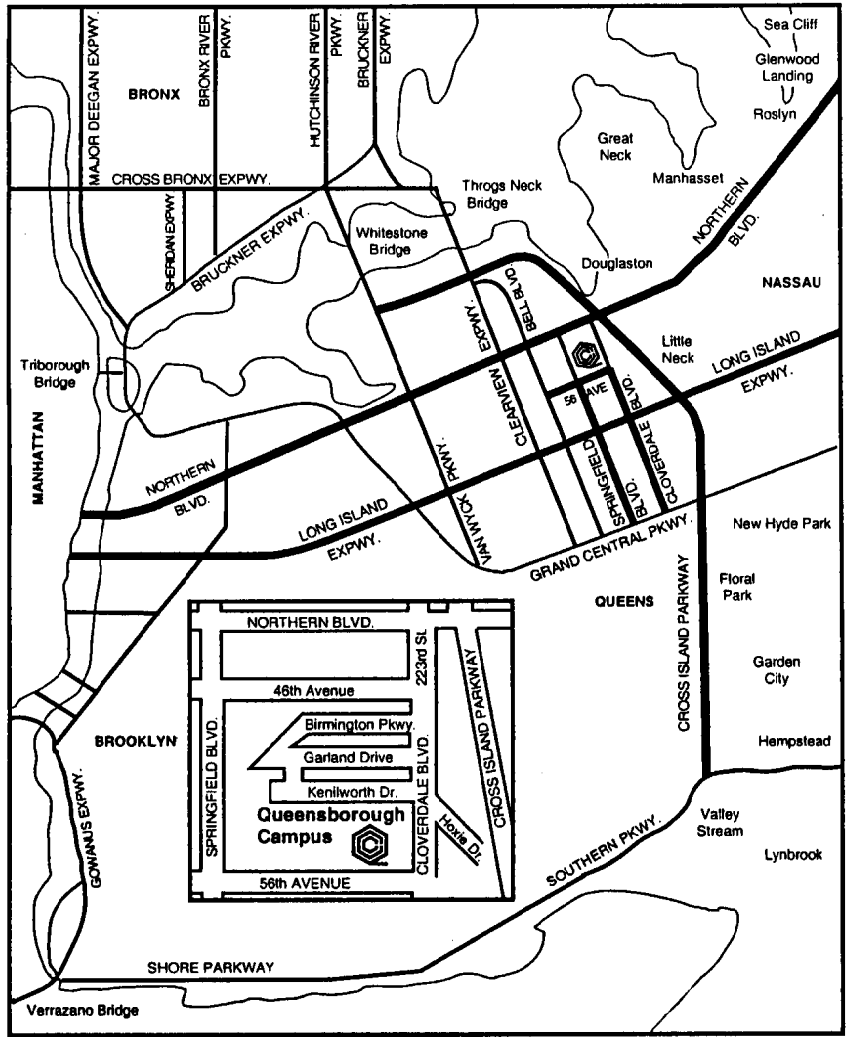 Sea Cliff
Glenwood
Landing
Roslyn
MAJOR DEEGAN EXPWY.
BRONX
BRONX RIVER
PKWY.
HUTCHINSON RIVER
PKWY.
BRUCKNER
EXPWY.
Great
Neck
Manhasset
CROSS BRONX EXPWY.
Throgs Neck
Bridge
NORTHERN
BLVD.
SHERIDAN EXPWY
BRUCKNER EXPWY.
Whitestone
Bridge
Douglaston
NASSAU
BELL BLVD.
Little
Neck
LONG ISLAND
EXPWY.
Triborough
Bridge
CLEARVIEW EXPWY.
56 AVE
CLOVERDALE BLVD.
SPRINGFIELD
BLVD.
MANHATTAN
NORTHERN
BLVD.
VAN WYCK PKWY.
LONG ISLAND
EXPWY.
GRAND CENTRAL PKWY.
New Hyde Park
Floral
Park
QUEENS
CROSS ISLAND PARKWAY
Garden
City
Hempstead
BROOKLYN
NORTHERN BLVD.
223rd St.
46th Avenue
Birmington Pkwy.
Garland Drive
Kenilworth Dr.
SPRINGFIELD BLVD.
CLOVERDALE BLVD.
CROSS ISLAND PARKWAY
Hoxie Dr.
Queensborough
Campus
56th AVENUE
GOWANUS EXPWY.
Valley
Stream
Lynbrook
SOUTHERN PKWY.
SHORE PARKWAY
Verrazano Bridge